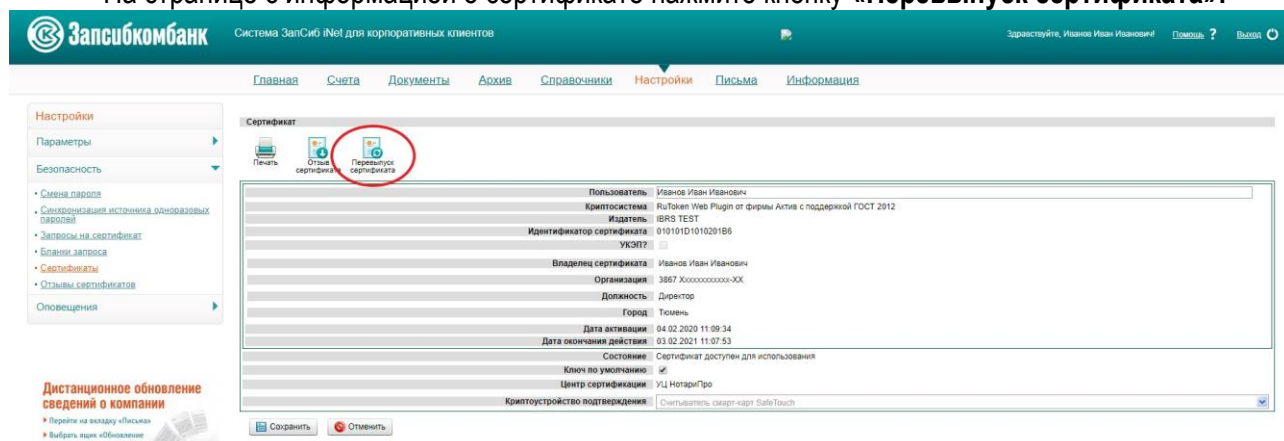 На странице с информацией о сертификате нажмите кнопку «Перевыпуск сертификата».
Запсибкомбанк
Система ЗапСиб iNet для корпоративных клиентов
Здравствуйте, Иванов Иван Иванович!
Помощь ?
Выход
Главная Счета Документы Архив Справочники Настройки Письма Информация
Настройки
Параметры
Безопасность
• Смена пароля
• Синхронизация источника одноразовых
паролей
• Запросы на сертификат
• Бланки запроса
• Сертификаты
• Отзывы сертификатов
Оповещения
Дистанционное обновление
сведений о компании
Перейти на вкладку «Письма»
Выбрать ящик «Обновление
Сертификат
Печать
Отзыв
сертификата
Перевыпуск
сертификата
Пользователь Иванов Иван Иванович
Криптосистема RuToken Web Plugin от фирмы Актив с поддержкой ГОСТ 2012
Издатель IBRS TEST
Идентификатор сертификата 010101D1010201B6
УКЭП?
Владелец сертификата Иванов Иван Иванович
Организация 3867 Xxxxxxxxxxxx-XX
Должность Директор
Город Тюмень
Дата активации 04.02.2020 11:09:34
Дата окончания действия 03.02.2021 11:07:53
Состояние Сертификат доступен для использования
Ключ по умолчанию
Центр сертификации УЦ НотариПро
Криптоустройство подтверждения Считыватель смарт-карт SafeTouch
Сохранить Отменить